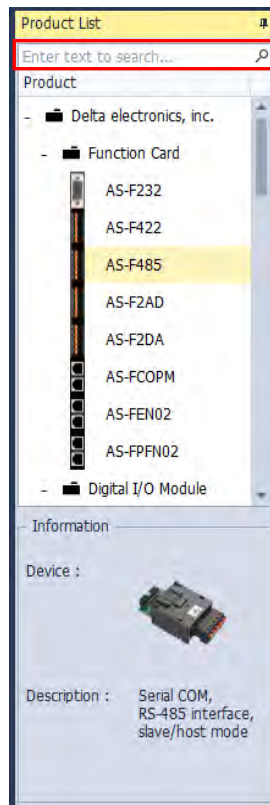 Product List
Enter text to search...
Product
- Delta electronics, inc.
- Function Card
AS-F232
AS-F422
AS-F485
AS-F2AD
AS-F2DA
AS-FCOPM
AS-FEN02
AS-FPFN02
- Digital I/O Module
Information
Device :
Description : Serial COM,
RS-485 interface,
slave/host mode